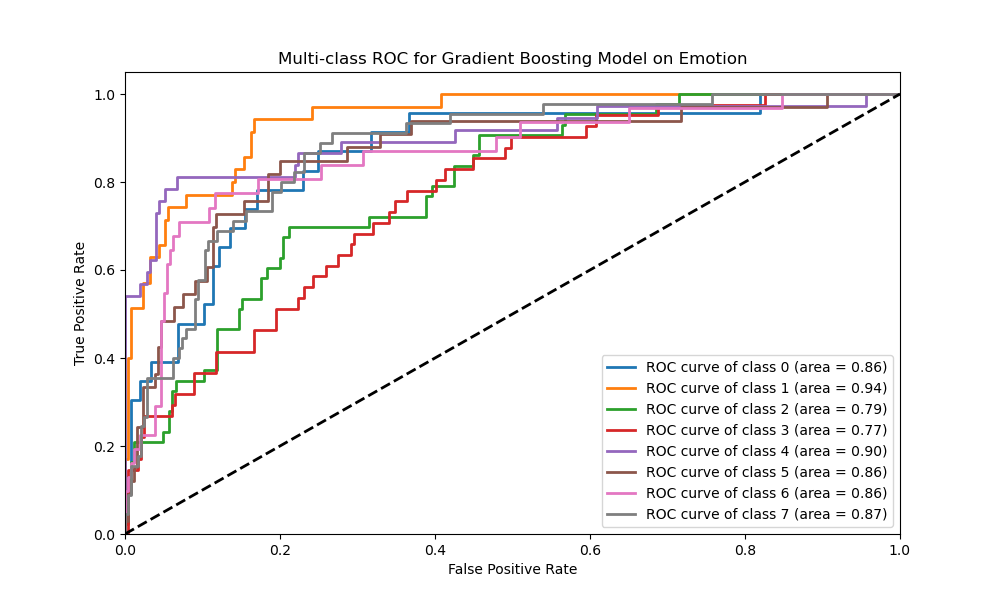 Multi-class ROC for Gradient Boosting Model on Emotion
True Positive Rate
1.0
0.8
0.6
0.4
0.2
0.0
ROC curve of class 0 (area = 0.86)
ROC curve of class 1 (area = 0.94)
ROC curve of class 2 (area = 0.79)
ROC curve of class 3 (area = 0.77)
ROC curve of class 4 (area = 0.90)
ROC curve of class 5 (area = 0.86)
ROC curve of class 6 (area = 0.86)
ROC curve of class 7 (area = 0.87)
0.0 0.2 0.4 0.6 0.8 1.0
False Positive Rate